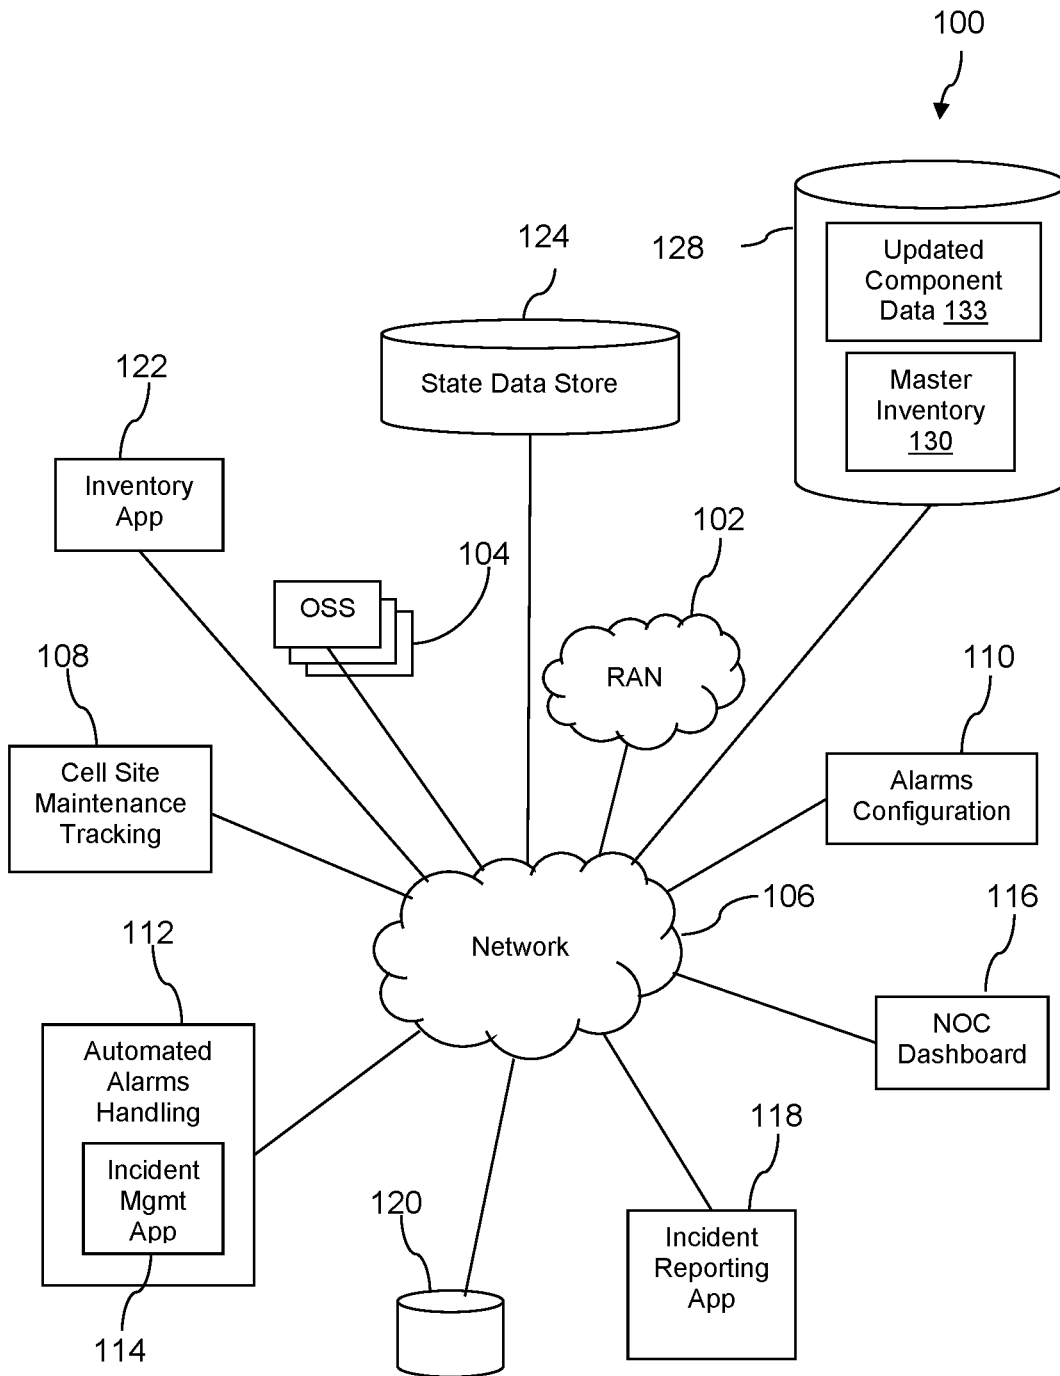 100
124
128
Updated
Component
Data 133
122
State Data Store
Master
Inventory
130
Inventory
App
102
104
OSS
108
RAN
110
Cell Site
Maintenance
Tracking
Alarms
Configuration
106
116
112
Network
NOC
Dashboard
Automated
Alarms
Handling
118
Incident
Mgmt
App
120
Incident
Reporting
App
114